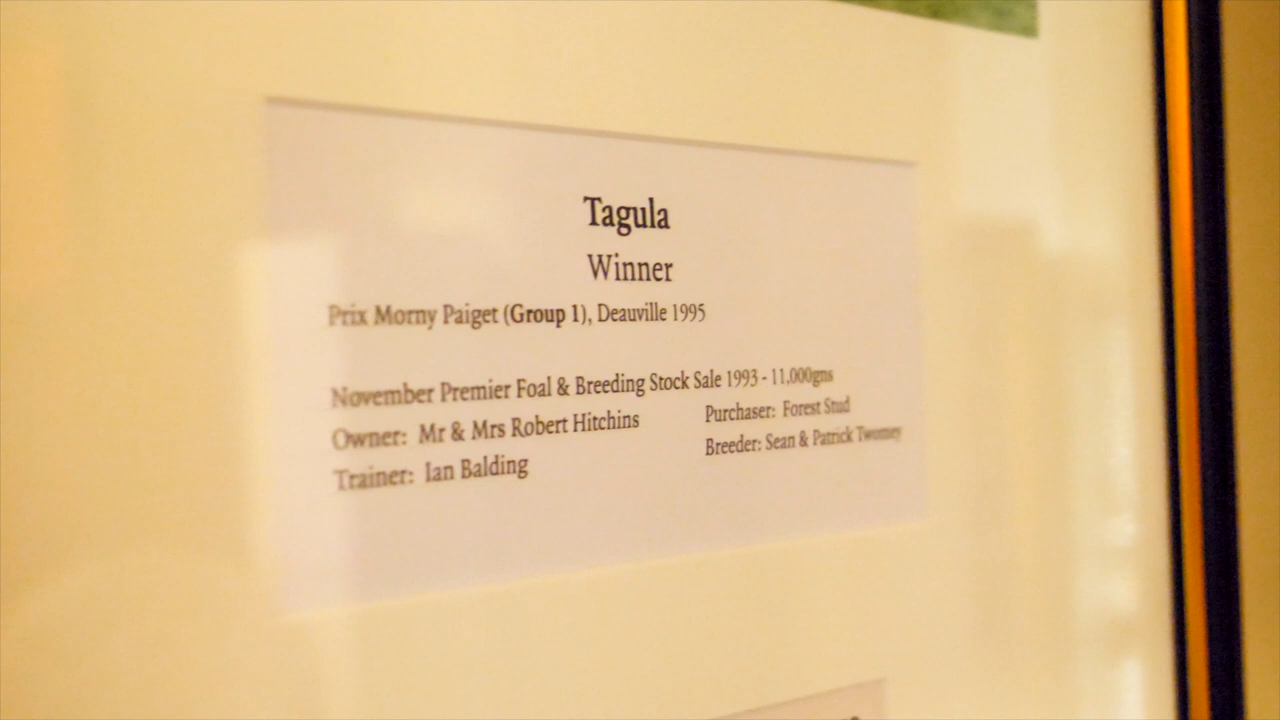 Tagula
Winner
Prix Morny Paiget (Group 1), Deauville 1995
November Premier Foal & Breeding Stock Sale 1993 - 11,000gns
Owner: Mr & Mrs Robert Hitchins
Purchaser: Forest Stud
Trainer: Ian Balding
Breeder: Sean & Patrick Twomey